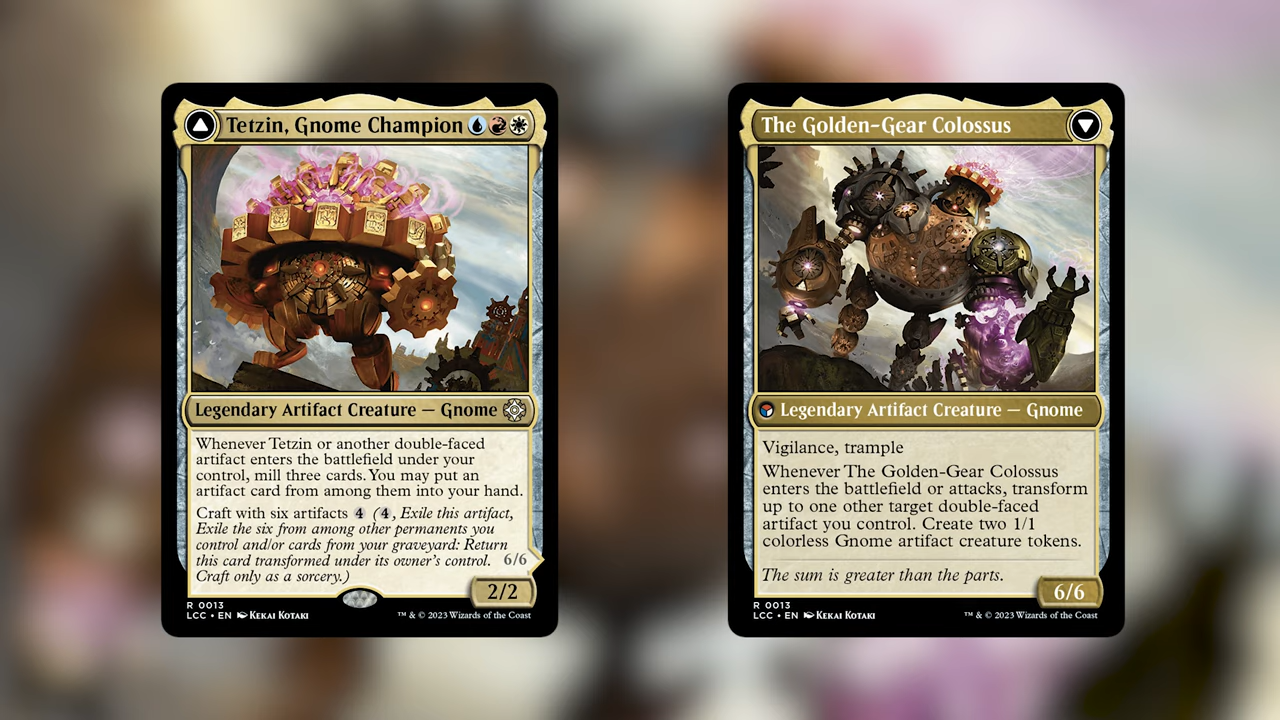 Tetzin, Gnome Champion
Legendary Artifact Creature — Gnome
Whenever Tetzin or another double-faced
artifact enters the battlefield under your
control, mill three cards. You may put an
artifact card from among them into your hand.
Craft with six artifacts 4 (4, Exile this artifact,
Exile the six from among other permanents you
control and/or cards from your graveyard: Return
this card transformed under its owner's control.
Craft only as a sorcery.)
6/6
2/2
R 0013
LCC • EN Kekai Kotaki
™ & © 2023 Wizards of the Coast
The Golden-Gear Colossus
Legendary Artifact Creature — Gnome
Vigilance, trample
Whenever The Golden-Gear Colossus
enters the battlefield or attacks, transform
up to one other target double-faced
artifact you control. Create two 1/1
colorless Gnome artifact creature tokens.
The sum is greater than the parts.
6/6
R 0013
LCC • EN Kekai Kotaki
™ & © 2023 Wizards of the Coast